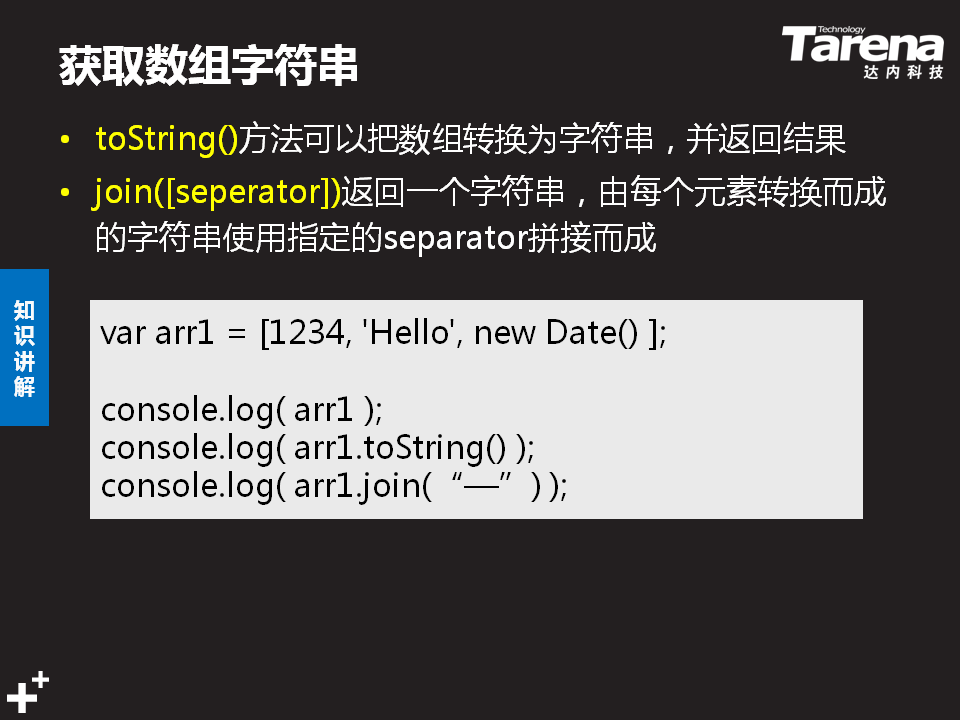 获取数组字符串
Technology
Tarena
达内科技
• toString()方法可以把数组转换为字符串，并返回结果
• join([seperator])返回一个字符串，由每个元素转换而成
的字符串使用指定的separator拼接而成
知识讲解
var arr1 = [1234, 'Hello', new Date() ];
console.log( arr1 );
console.log( arr1.toString() );
console.log( arr1.join(“—”) );